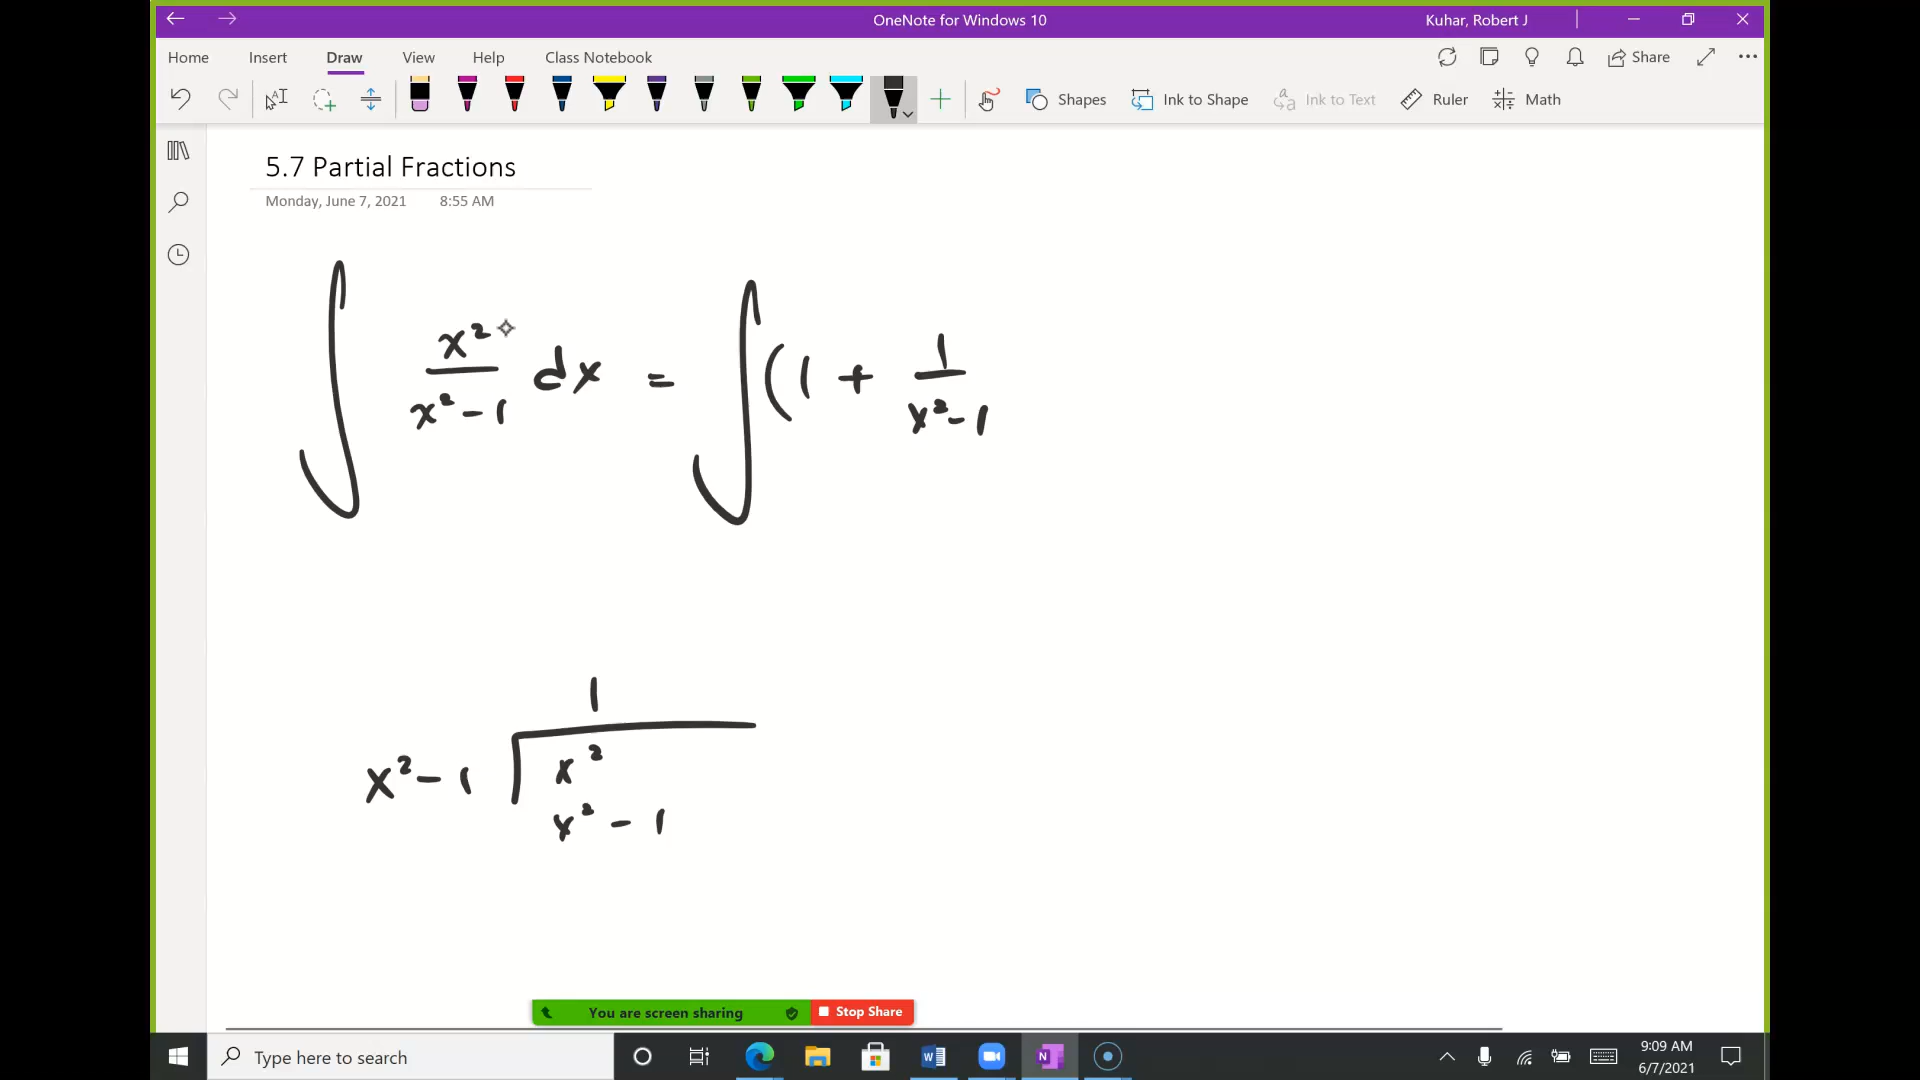 OneNote for Windows 10
Kuhar, Robert J
Home Insert Draw View Help Class Notebook
Share
Shapes Ink to Shape Ink to Text Ruler Math
5.7 Partial Fractions
Monday, June 7, 2021 8:55 AM
∫ x²/(x² - 1) dx = ∫ (1 + 1/(x² - 1)
1
x² - 1 x²
x² - 1
You are screen sharing Stop Share
Type here to search
9:09 AM
6/7/2021